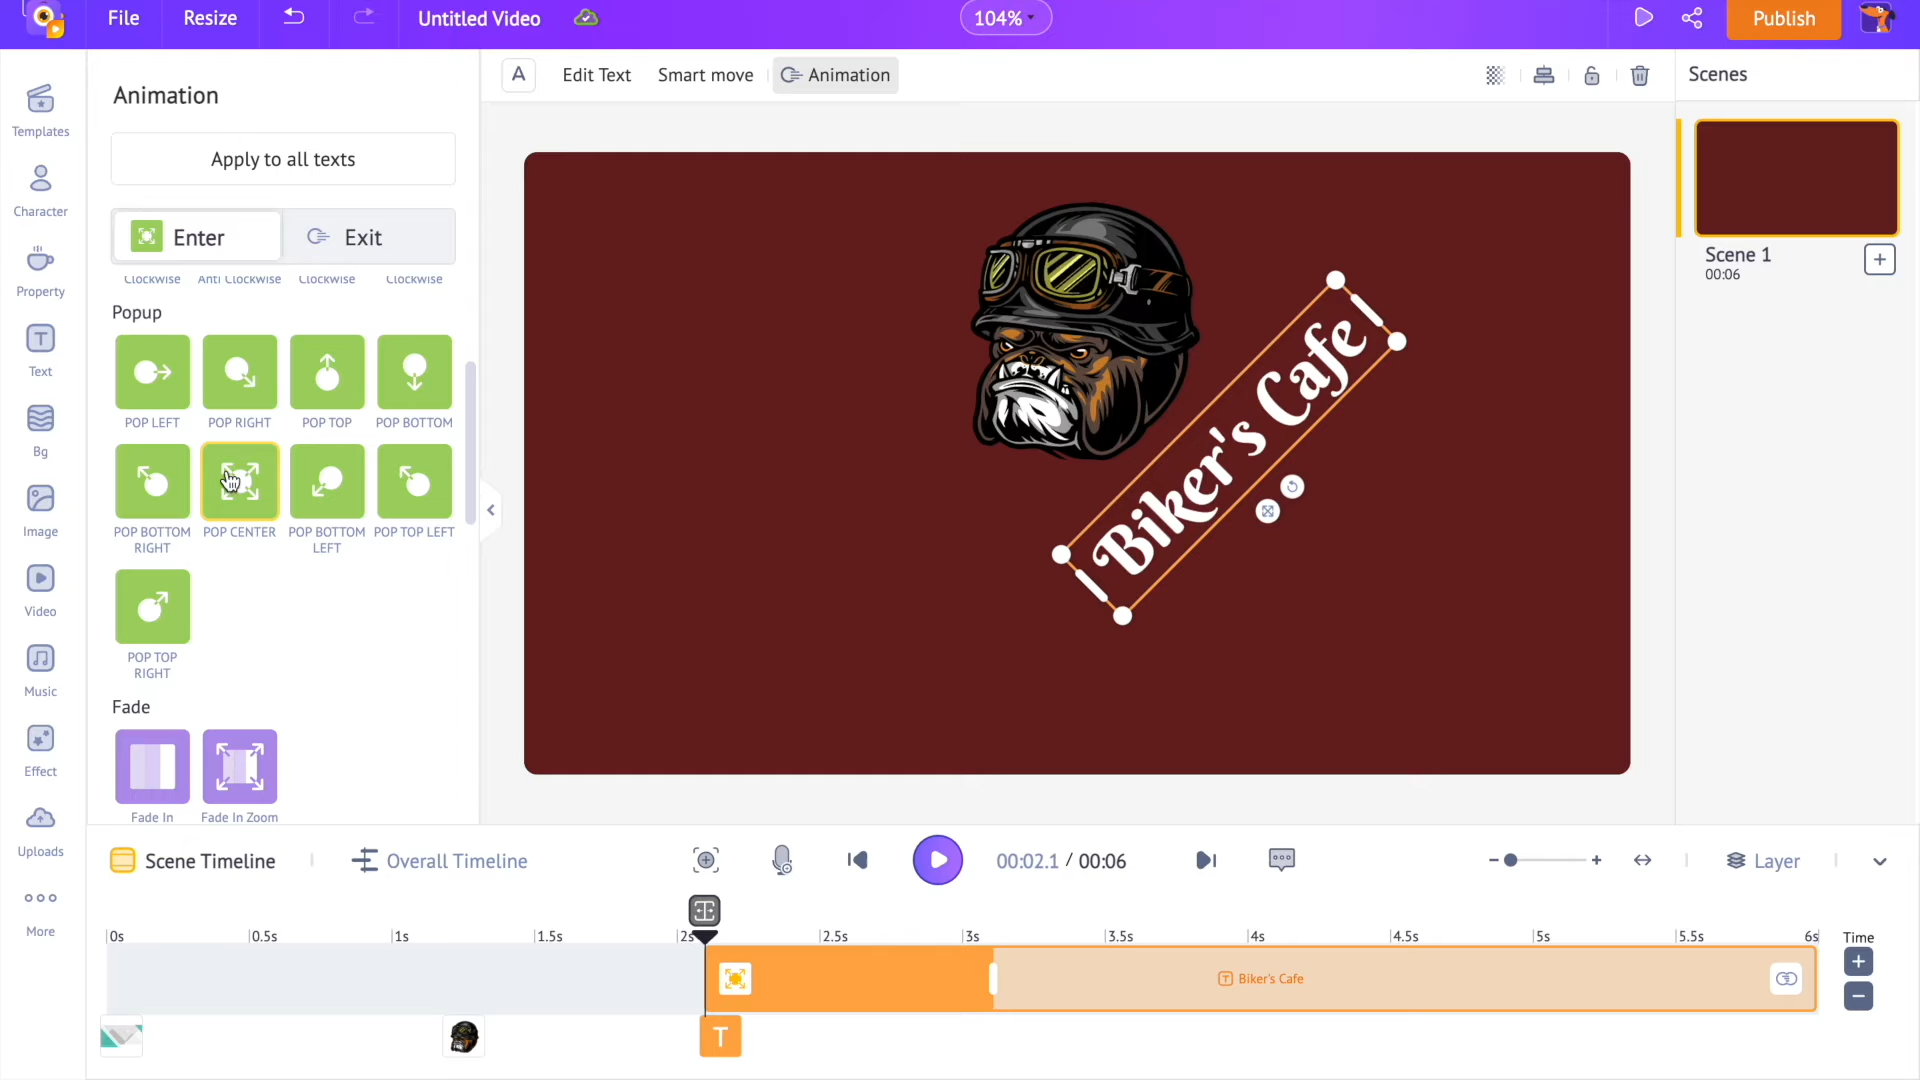 File
Resize
Untitled Video
104%
Publish
Templates
Character
Property
Text
Bg
Image
Video
Music
Effect
Uploads
More
Animation
Apply to all texts
Enter
Exit
Clockwise
Anti Clockwise
Clockwise
Clockwise
Popup
POP LEFT
POP RIGHT
POP TOP
POP BOTTOM
POP BOTTOM
RIGHT
POP CENTER
POP BOTTOM
LEFT
POP TOP LEFT
POP TOP
RIGHT
Fade
Fade In
Fade In Zoom
A
Edit Text
Smart move
Animation
Biker's Cafe
Scenes
Scene 1
00:06
Scene Timeline
Overall Timeline
00:02.1 / 00:06
Layer
0s
0.5s
1s
1.5s
2s
2.5s
3s
3.5s
4s
4.5s
5s
5.5s
6s
Time
T Biker's Cafe
T